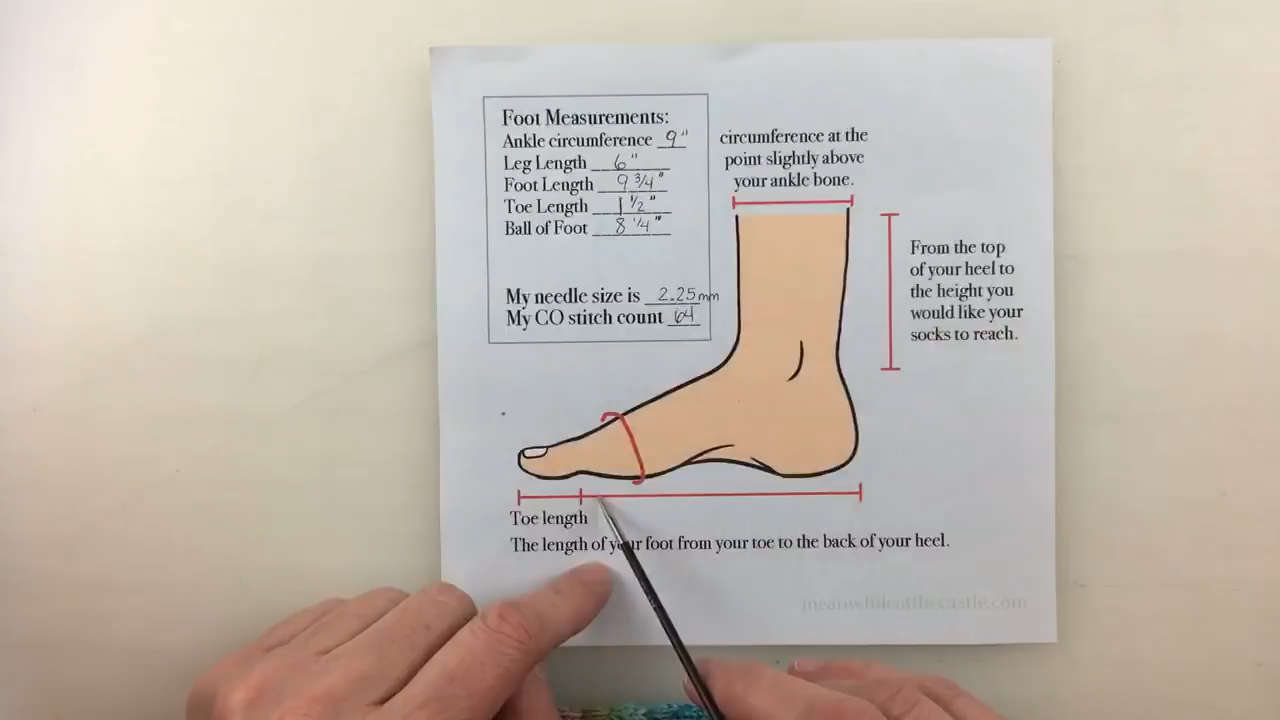 Foot Measurements:
Ankle circumference 9"
Leg Length 6"
Foot Length 9 3/4"
Toe Length 1 1/2"
Ball of Foot 8 1/4"
My needle size is 2.25mm
My CO stitch count 64
circumference at the
point slightly above
your ankle bone.
From the top
of your heel to
the height you
would like your
socks to reach.
Toe length
The length of your foot from your toe to the back of your heel.
meanwhileatthecastle.com